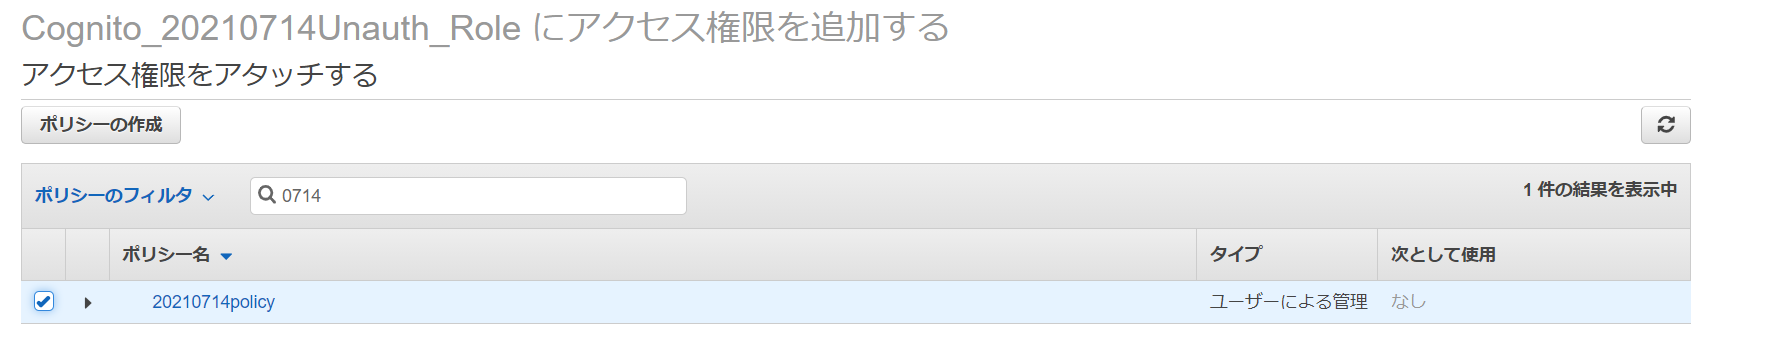 Cognito_20210714Unauth_Role にアクセス権限を追加する
アクセス権限をアタッチする
ポリシーの作成
ポリシーのフィルタ 0714 1 件の結果を表示中
ポリシー名 タイプ 次として使用
20210714policy ユーザーによる管理 なし